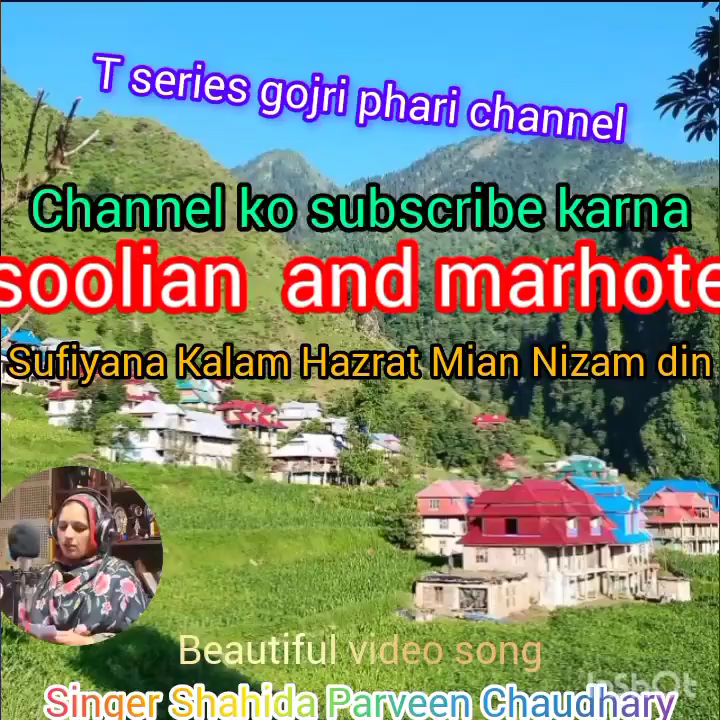 T series gojri phari channel
Channel ko subscribe karna
soolian and marhote
Sufiyana Kalam Hazrat Mian Nizam din
Beautiful video song
Singer Shahida Parveen Chaudhary